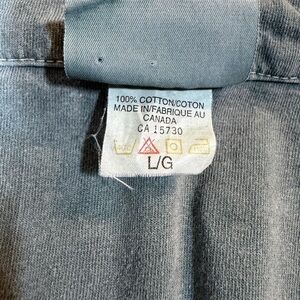 100% COTTON/COTON
MADE IN/FABRIQUE AU
CANADA
CA 15730
L/G